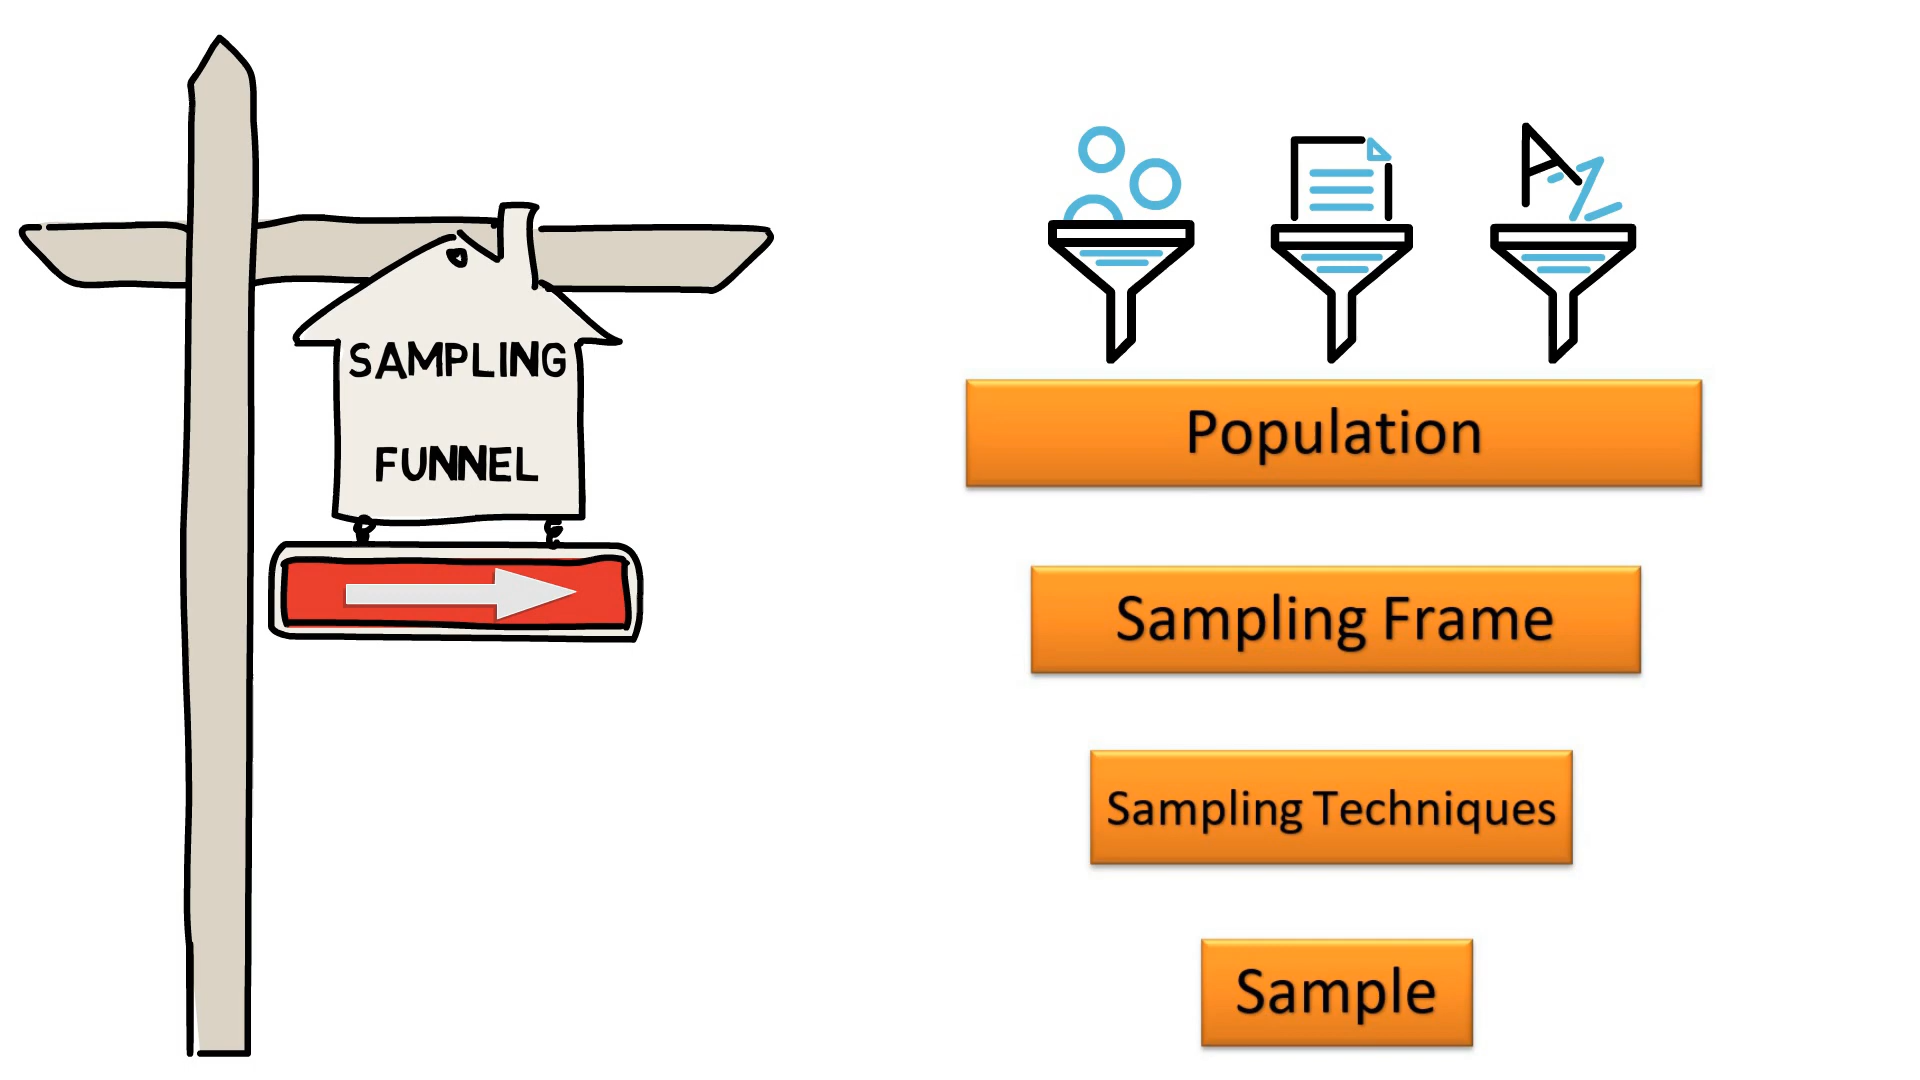 SAMPLING
FUNNEL
A Z
Population
Sampling Frame
Sampling Techniques
Sample